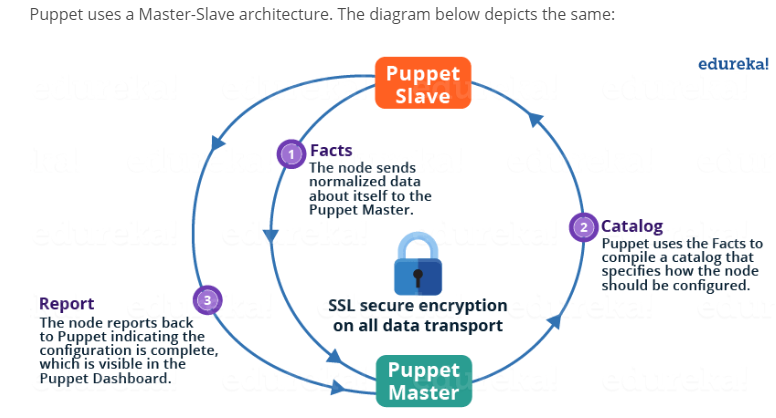 Puppet uses a Master-Slave architecture. The diagram below depicts the same:
edureka!
Puppet
Slave
1
Facts
The node sends
normalized data
about itself to the
Puppet Master.
2
Catalog
Puppet uses the Facts to
compile a catalog that
specifies how the node
should be configured.
SSL secure encryption
on all data transport
3
Report
The node reports back
to Puppet indicating the
configuration is complete,
which is visible in the
Puppet Dashboard.
Puppet
Master